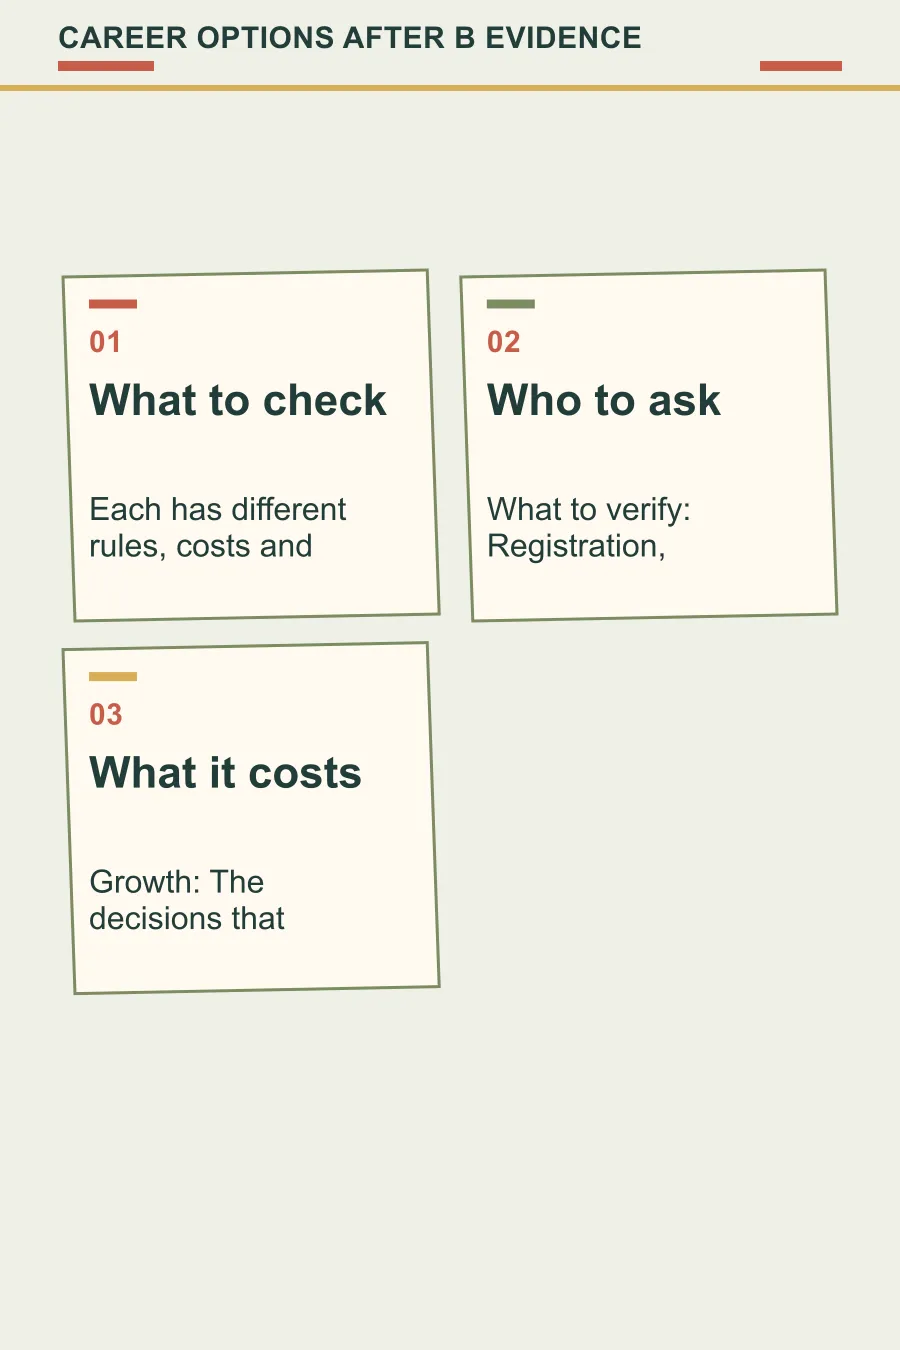 CAREER OPTIONS AFTER B EVIDENCE
01
What to check
Each has different
rules, costs and
02
Who to ask
What to verify:
Registration,
03
What it costs
Growth: The
decisions that